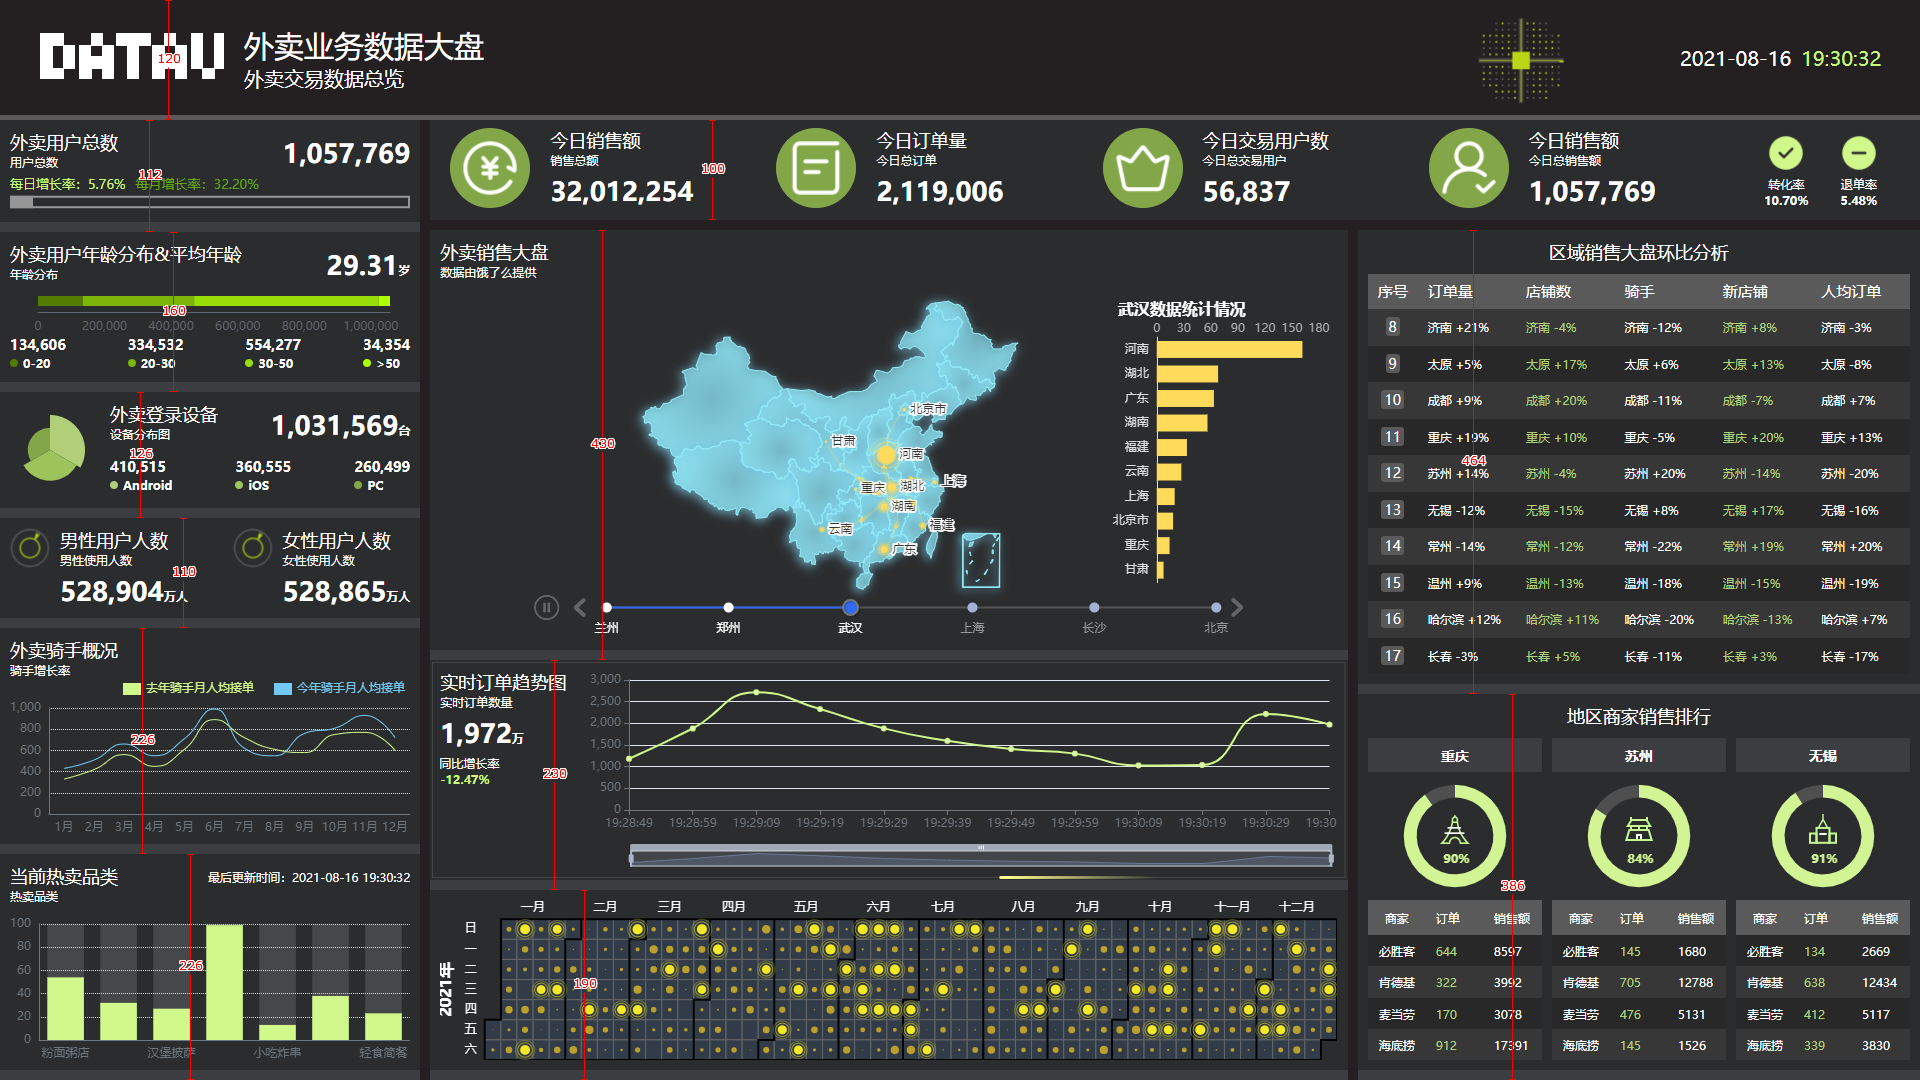 DATAV
外卖业务数据大盘
外卖交易数据总览
120
2021-08-16 19:30:32
外卖用户总数
用户总数
1,057,769
每日增长率：5.76% 每月增长率：32.20%
112
外卖用户年龄分布&平均年龄
年龄分布
29.31岁
160
0 200,000 400,000 600,000 800,000 1,000,000
134,606 334,532 554,277 34,354
0-20 20-30 30-50 >50
外卖登录设备
设备分布图
1,031,569台
126
410,515 360,555 260,499
Android iOS PC
男性用户人数
男性使用人数
528,904万人
110
女性用户人数
女性使用人数
528,865万人
外卖骑手概况
骑手增长率
去年骑手月人均接单 今年骑手月人均接单
1,000
800
600
400
200
0
226
1月 2月 3月 4月 5月 6月 7月 8月 9月 10月 11月 12月
当前热卖品类
热卖品类
最后更新时间：2021-08-16 19:30:32
100
80
60
40
20
0
226
粉面粥店 汉堡披萨 小吃炸串 轻食简餐
今日销售额
销售总额
32,012,254
100
今日订单量
今日总订单
2,119,006
今日交易用户数
今日总交易用户
56,837
今日销售额
今日总销售额
1,057,769
转化率
10.70%
退单率
5.48%
外卖销售大盘
数据由饿了么提供
430
北京市
甘肃
河南
重庆
湖北
上海
湖南
云南
福建
广东
武汉数据统计情况
0 30 60 90 120 150 180
河南
湖北
广东
湖南
福建
云南
上海
北京市
重庆
甘肃
兰州 郑州 武汉 上海 长沙 北京
实时订单趋势图
实时订单数量
1,972万
同比增长率
-12.47%
230
3,000
2,500
2,000
1,500
1,000
500
0
19:28:49 19:28:59 19:29:09 19:29:19 19:29:29 19:29:39 19:29:49 19:29:59 19:30:09 19:30:19 19:30:29 19:30
一月 二月 三月 四月 五月 六月 七月 八月 九月 十月 十一月 十二月
2021年
日
一
二
三
四
五
六
190
区域销售大盘环比分析
序号 订单量 店铺数 骑手 新店铺 人均订单
8 济南 +21% 济南 -4% 济南 -12% 济南 +8% 济南 -3%
9 太原 +5% 太原 +17% 太原 +6% 太原 +13% 太原 -8%
10 成都 +9% 成都 +20% 成都 -11% 成都 -7% 成都 +7%
11 重庆 +19% 重庆 +10% 重庆 -5% 重庆 +20% 重庆 +13%
464
12 苏州 +14% 苏州 -4% 苏州 +20% 苏州 -14% 苏州 -20%
13 无锡 -12% 无锡 -15% 无锡 +8% 无锡 +17% 无锡 -16%
14 常州 -14% 常州 -12% 常州 -22% 常州 +19% 常州 +20%
15 温州 +9% 温州 -13% 温州 -18% 温州 -15% 温州 -19%
16 哈尔滨 +12% 哈尔滨 +11% 哈尔滨 -20% 哈尔滨 -13% 哈尔滨 +7%
17 长春 -3% 长春 +5% 长春 -11% 长春 +3% 长春 -17%
地区商家销售排行
重庆 苏州 无锡
90% 84% 91%
386
商家 订单 销售额 商家 订单 销售额 商家 订单 销售额
必胜客 644 8597 必胜客 145 1680 必胜客 134 2669
肯德基 322 3992 肯德基 705 12788 肯德基 638 12434
麦当劳 170 3078 麦当劳 476 5131 麦当劳 412 5117
海底捞 912 17391 海底捞 145 1526 海底捞 339 3830